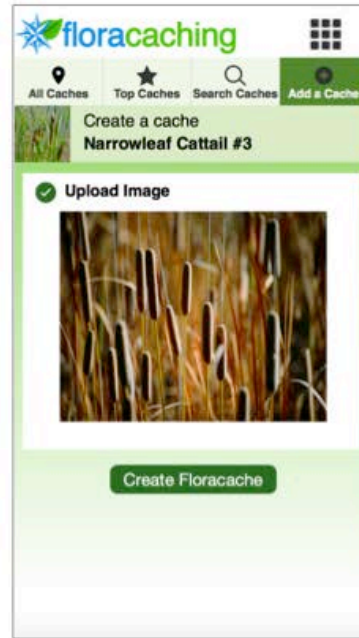 floracaching
All Caches Top Caches Search Caches Add a Cache
Create a cache
Narrowleaf Cattail #3
Upload Image
Create Floracache